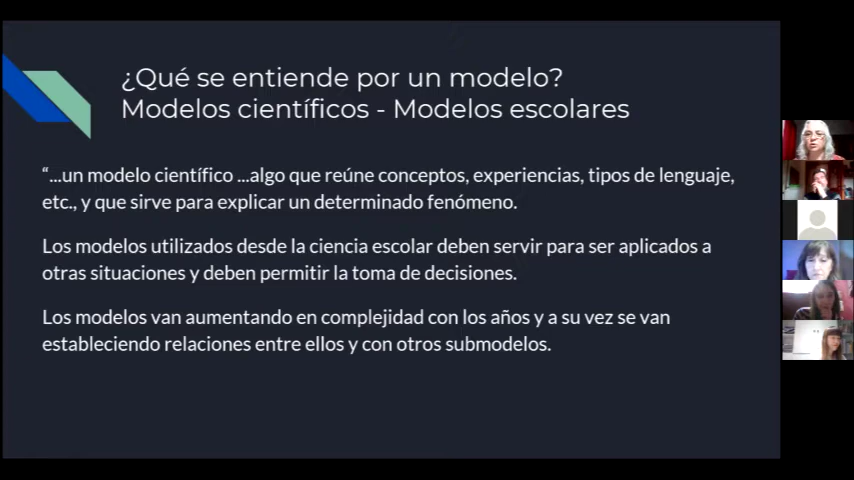 ¿Qué se entiende por un modelo?
Modelos científicos - Modelos escolares
“...un modelo científico ...algo que reúne conceptos, experiencias, tipos de lenguaje,
etc., y que sirve para explicar un determinado fenómeno.
Los modelos utilizados desde la ciencia escolar deben servir para ser aplicados a
otras situaciones y deben permitir la toma de decisiones.
Los modelos van aumentando en complejidad con los años y a su vez se van
estableciendo relaciones entre ellos y con otros submodelos.